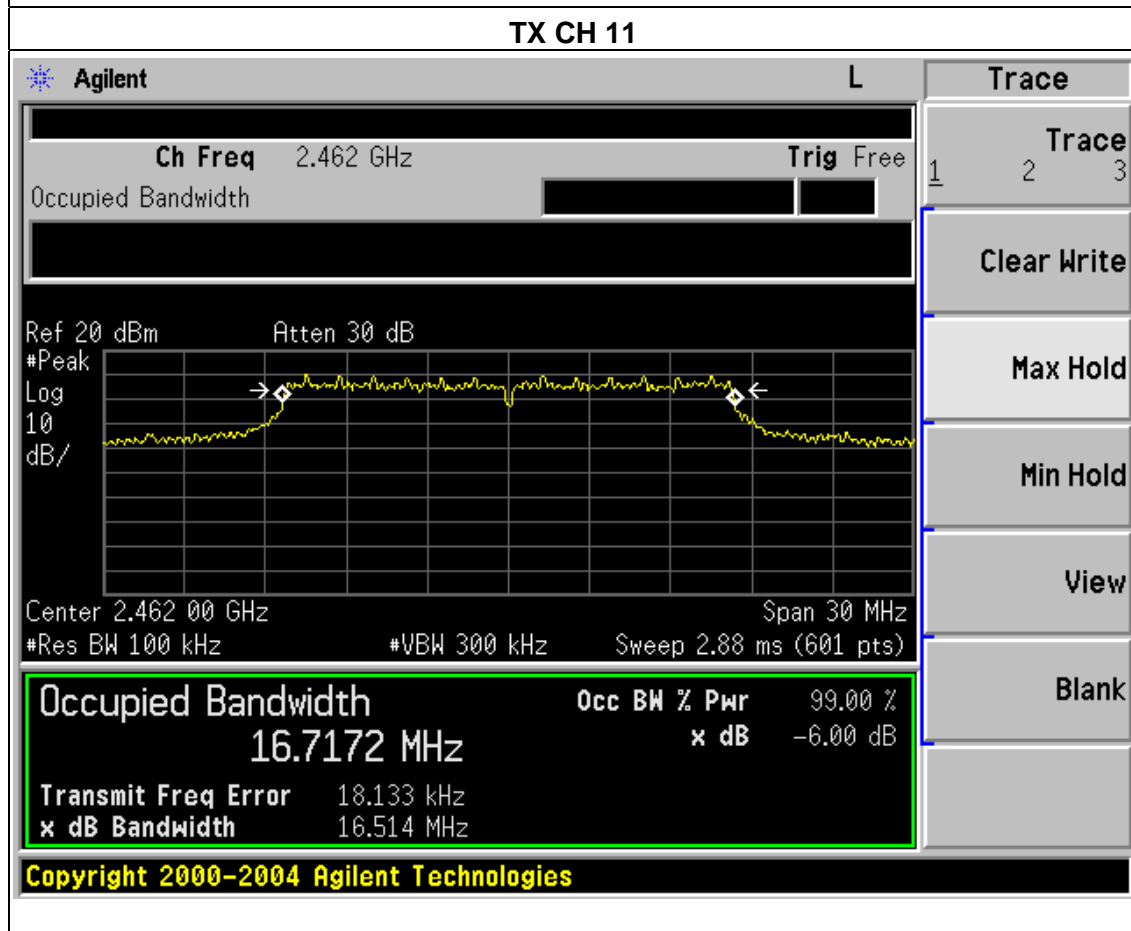 TX CH 11
Agilent L Trace
Ch Freq 2.462 GHz Trig Free
Occupied Bandwidth
Trace
1 2 3
Clear Write
Max Hold
Min Hold
View
Blank
Ref 20 dBm Atten 30 dB
#Peak
Log
10
dB/
Center 2.462 00 GHz Span 30 MHz
#Res BW 100 kHz #VBW 300 kHz Sweep 2.88 ms (601 pts)
Occupied Bandwidth Occ BW % Pwr 99.00 %
16.7172 MHz x dB -6.00 dB
Transmit Freq Error 18.133 kHz
x dB Bandwidth 16.514 MHz
Copyright 2000-2004 Agilent Technologies